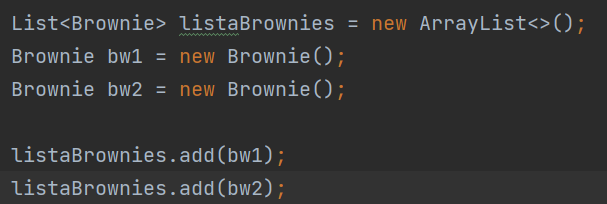 List<Brownie> listaBrownies = new ArrayList<>();
Brownie bw1 = new Brownie();
Brownie bw2 = new Brownie();
listaBrownies.add(bw1);
listaBrownies.add(bw2);